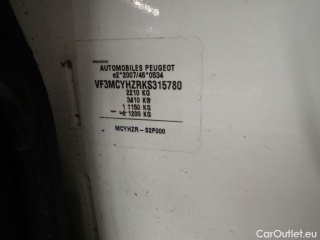 AUTOMOBILES PEUGEOT
e2*2007/46*0534
VF3MCYHZRKS315780
2210 KG
3410 KG
1 1150 KG
2 1200 KG
MCYHZR-S2P000
CarOutlet.eu